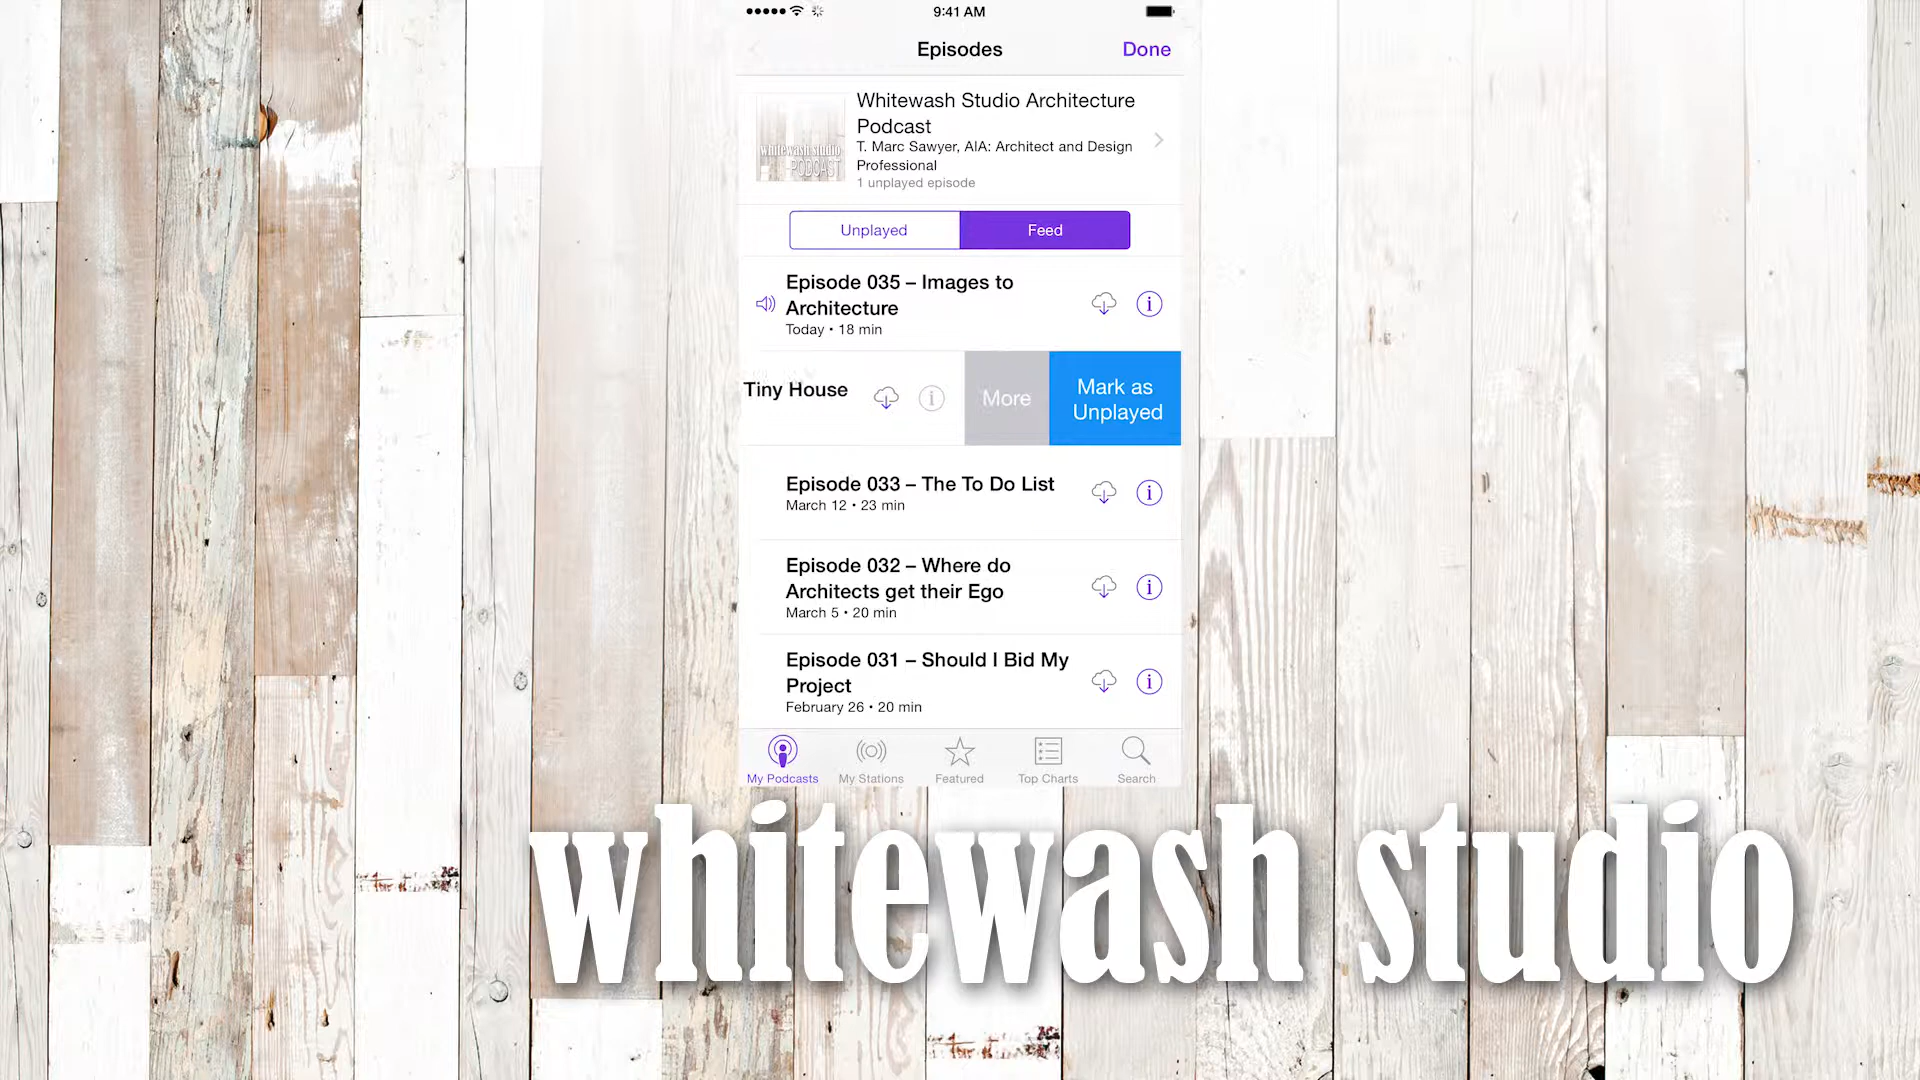 9:41 AM
Episodes
Done
Whitewash Studio Architecture
Podcast
T. Marc Sawyer, AIA: Architect and Design
Professional
1 unplayed episode
whitewash studio
PODCAST
Unplayed
Feed
Episode 035 – Images to
Architecture
Today • 18 min
Tiny House
More
Mark as
Unplayed
Episode 033 – The To Do List
March 12 • 23 min
Episode 032 – Where do
Architects get their Ego
March 5 • 20 min
Episode 031 – Should I Bid My
Project
February 26 • 20 min
My Podcasts
My Stations
Featured
Top Charts
Search
whitewash studio